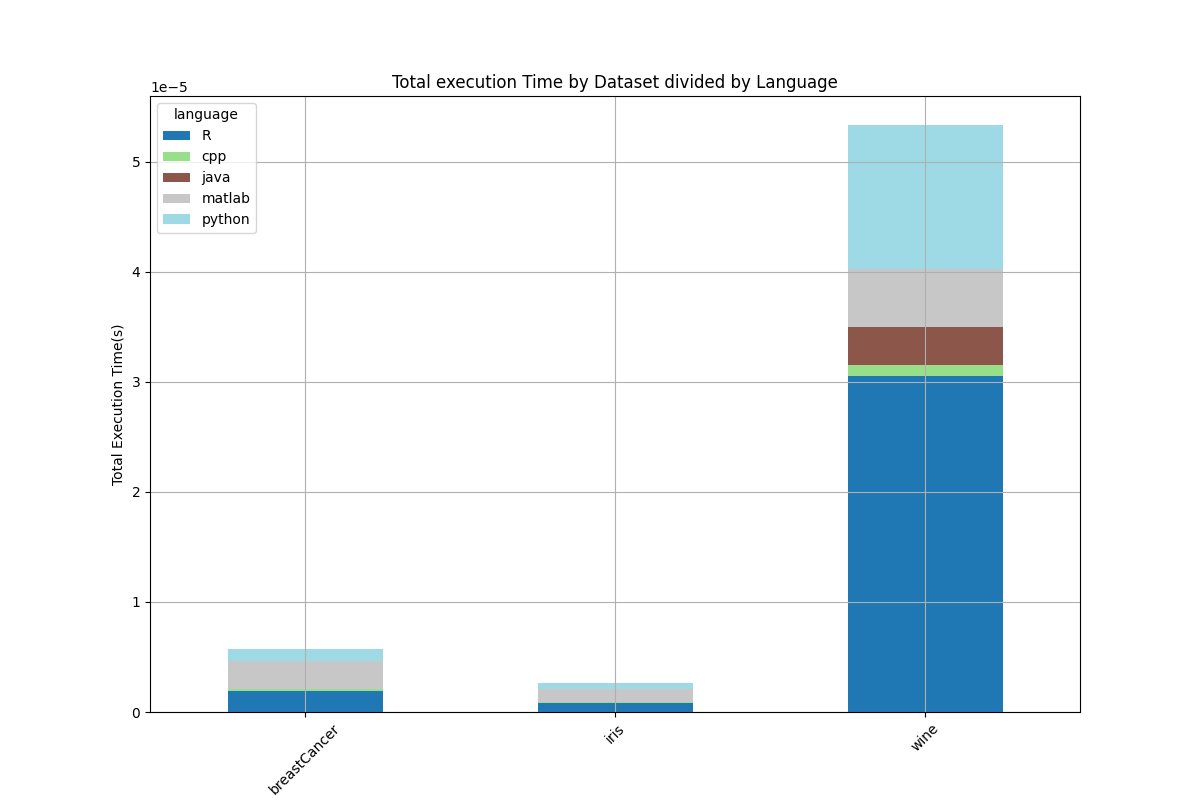 Total execution Time by Dataset divided by Language
1e−5
language
R
cpp
java
matlab
python
5
4
3
2
1
0
Total Execution Time(s)
breastCancer
iris
wine